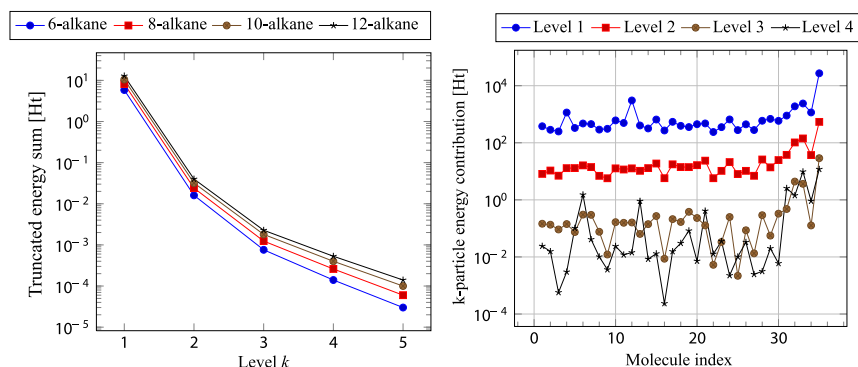 6-alkane 8-alkane 10-alkane 12-alkane
Truncated energy sum [Ht]
10^1
10^0
10^−1
10^−2
10^−3
10^−4
10^−5
1 2 3 4 5
Level k
Level 1 Level 2 Level 3 Level 4
k-particle energy contribution [Ht]
10^4
10^2
10^0
10^−2
10^−4
0 10 20 30
Molecule index